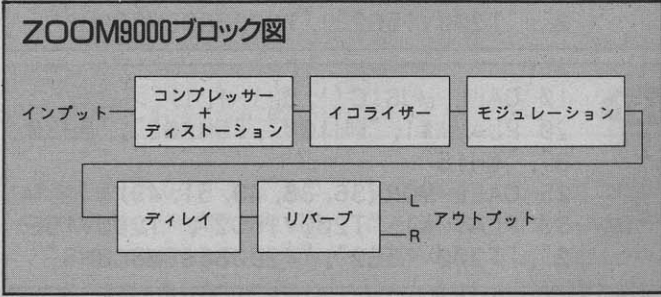 ZOOM9000ブロック図
インプット
コンプレッサー
+
ディストーション
イコライザー
モジュレーション
ディレイ
リバーブ
L
R
アウトプット